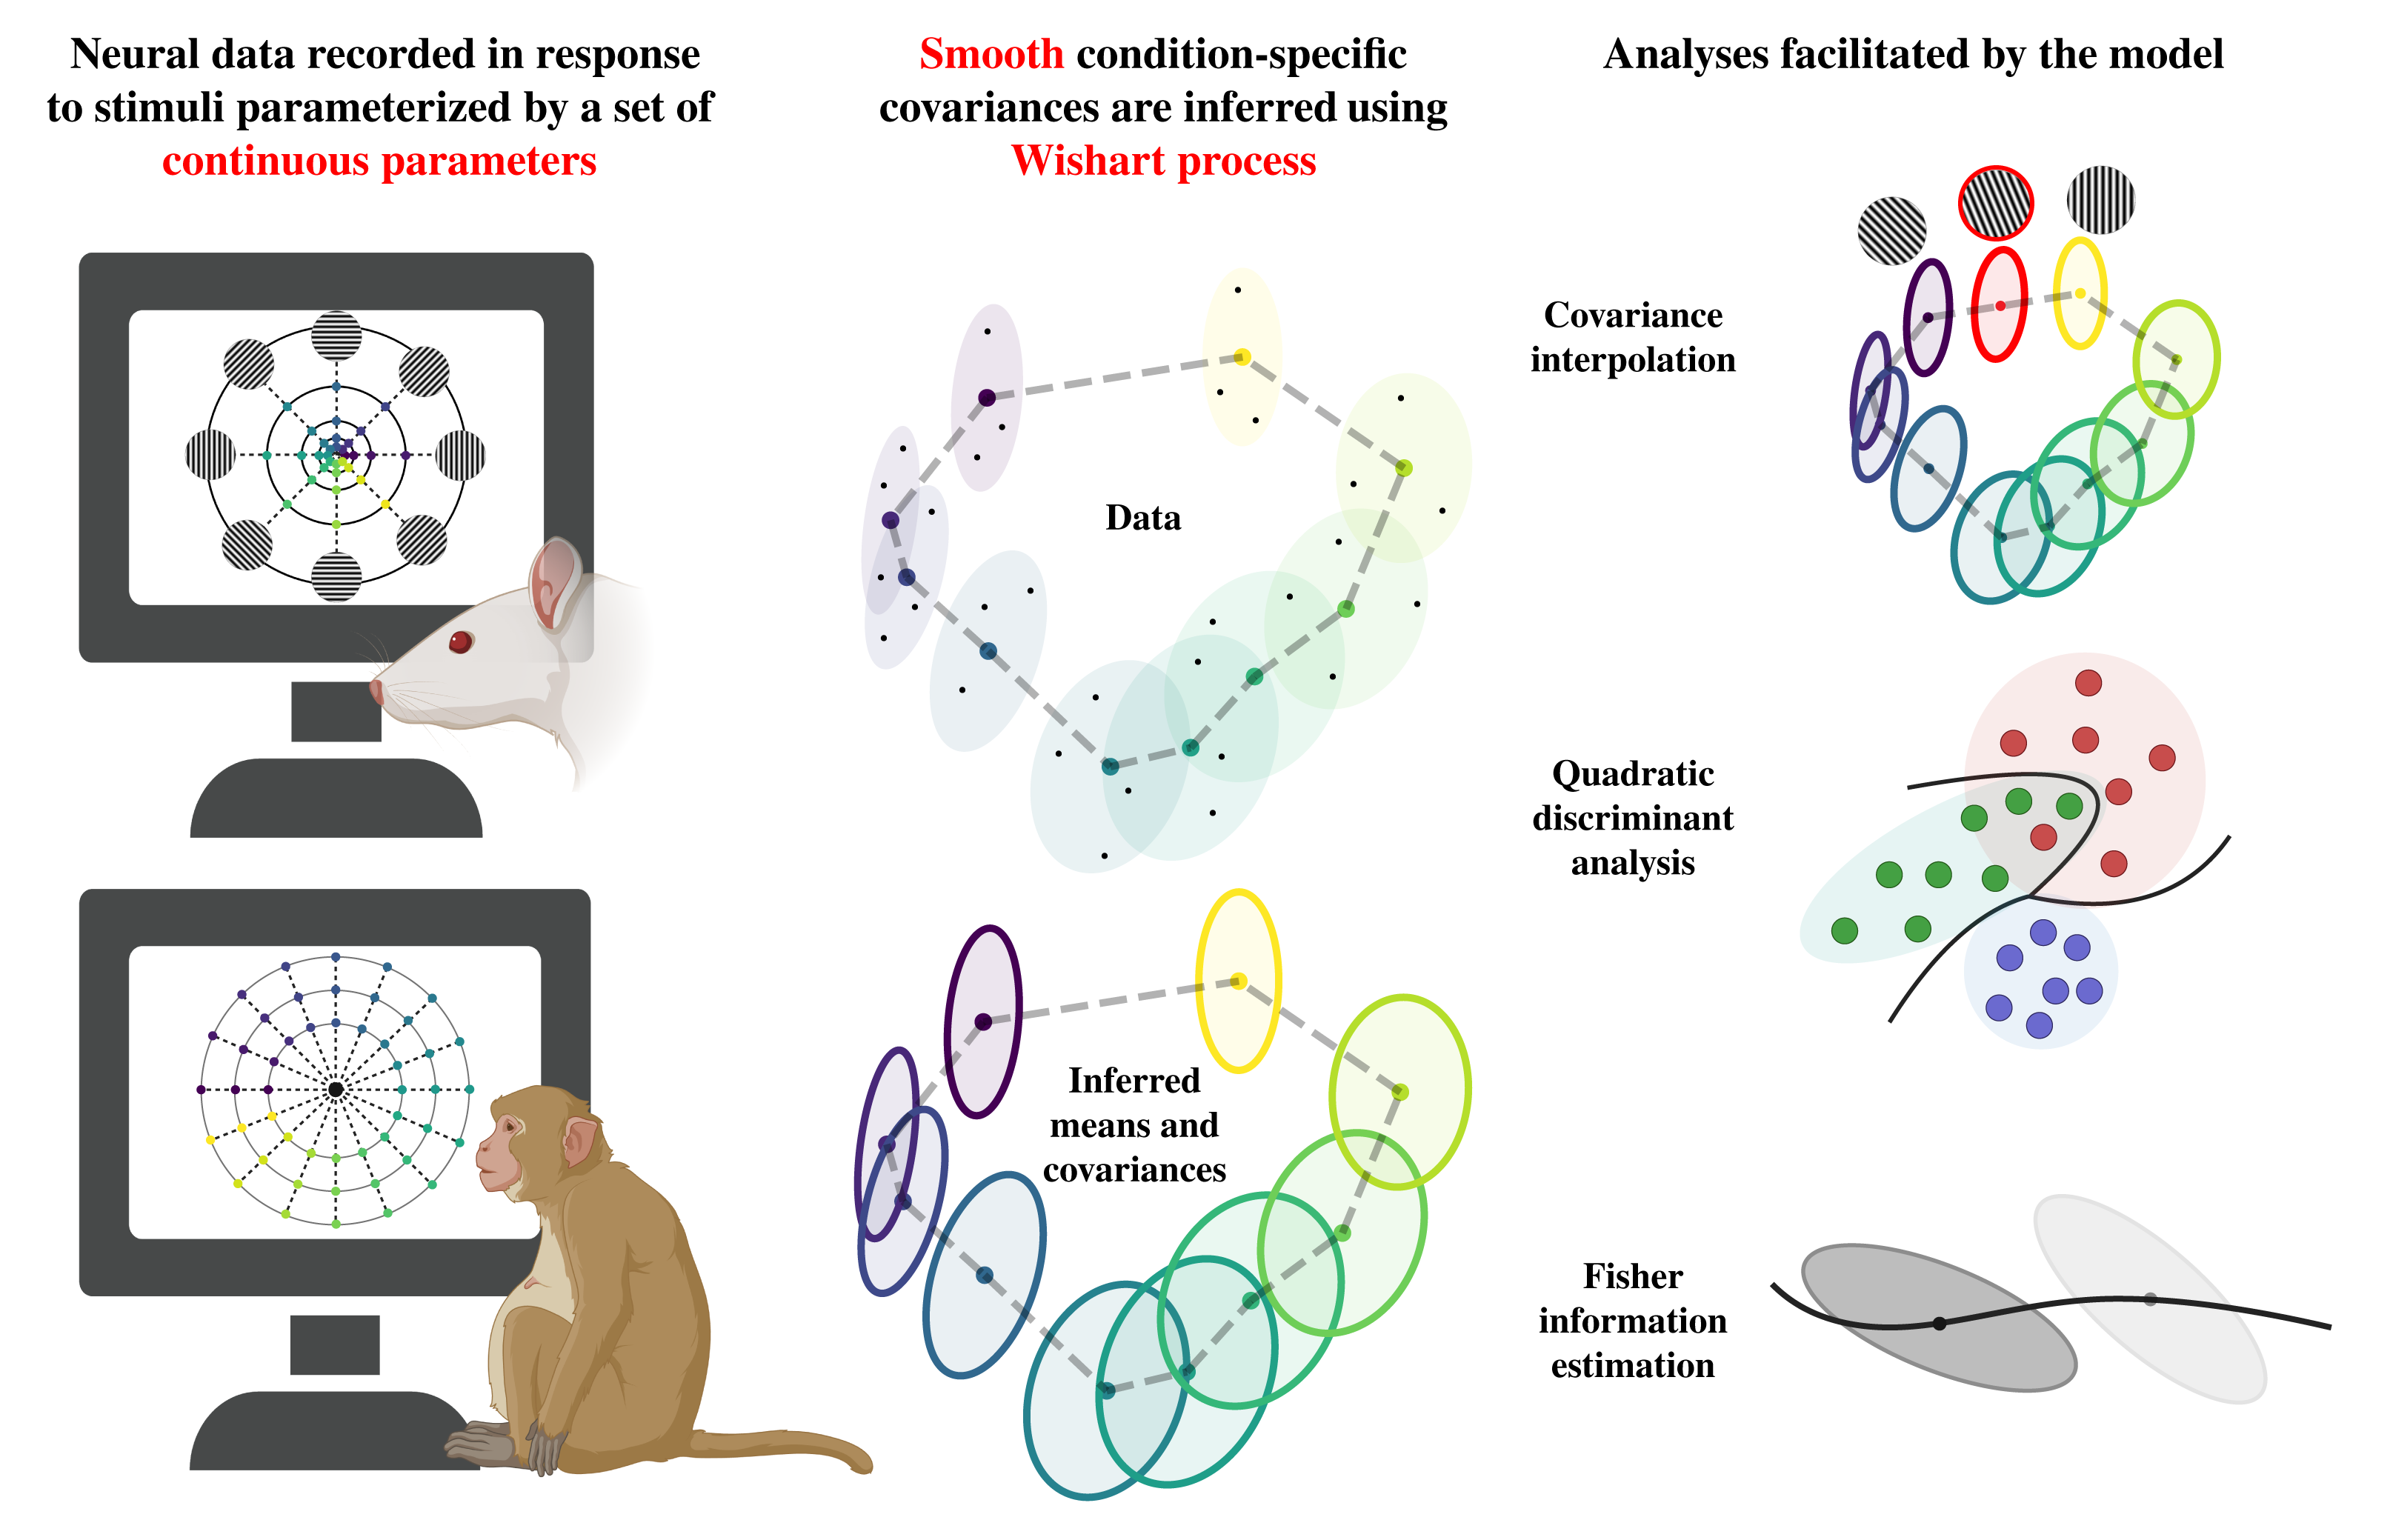 Neural data recorded in response
to stimuli parameterized by a set of
continuous parameters
Smooth condition-specific
covariances are inferred using
Wishart process
Data
Inferred
means and
covariances
Analyses facilitated by the model
Covariance
interpolation
Quadratic
discriminant
analysis
Fisher
information
estimation